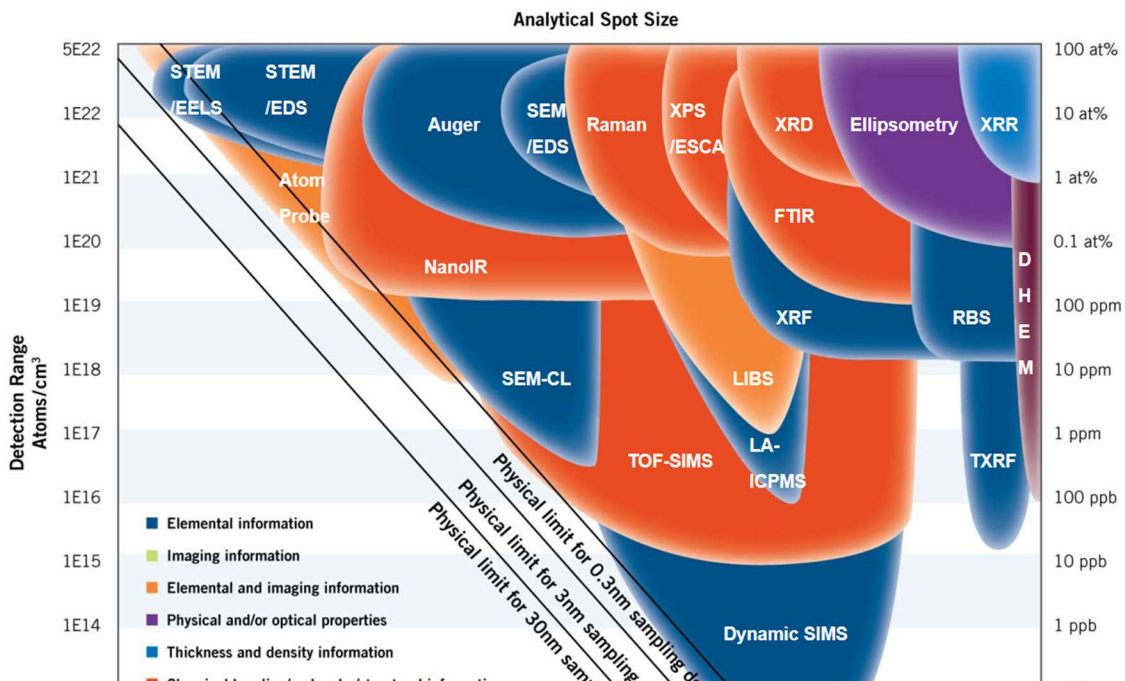 Analytical Spot Size
5E22
1E22
1E21
1E20
1E19
1E18
1E17
1E16
1E15
1E14
Detection Range
Atoms/cm³
100 at%
10 at%
1 at%
0.1 at%
100 ppm
10 ppm
1 ppm
100 ppb
10 ppb
1 ppb
STEM
/EELS
STEM
/EDS
Auger
SEM
/EDS
Raman
XPS
/ESCA
XRD
Ellipsometry
XRR
Atom
Probe
FTIR
NanoIR
D
H
E
M
XRF
RBS
SEM-CL
LIBS
TOF-SIMS
LA-
ICPMS
TXRF
Dynamic SIMS
Physical limit for 0.3nm sampling
Physical limit for 3nm sampling
Physical limit for 30nm
Elemental information
Imaging information
Elemental and imaging information
Physical and/or optical properties
Thickness and density information